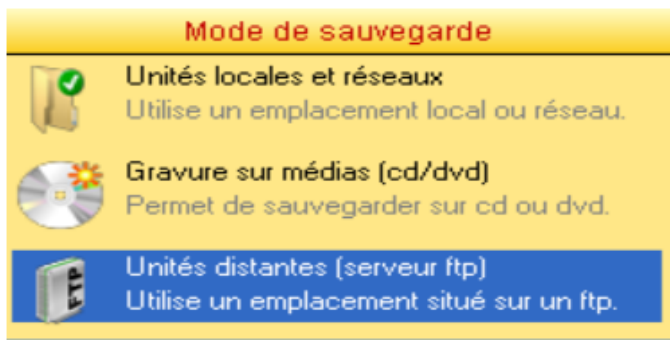 Mode de sauvegarde
Unités locales et réseaux
Utilise un emplacement local ou réseau.
Gravure sur médias (cd/dvd)
Permet de sauvegarder sur cd ou dvd.
Unités distantes (serveur ftp)
Utilise un emplacement situé sur un ftp.
FTP